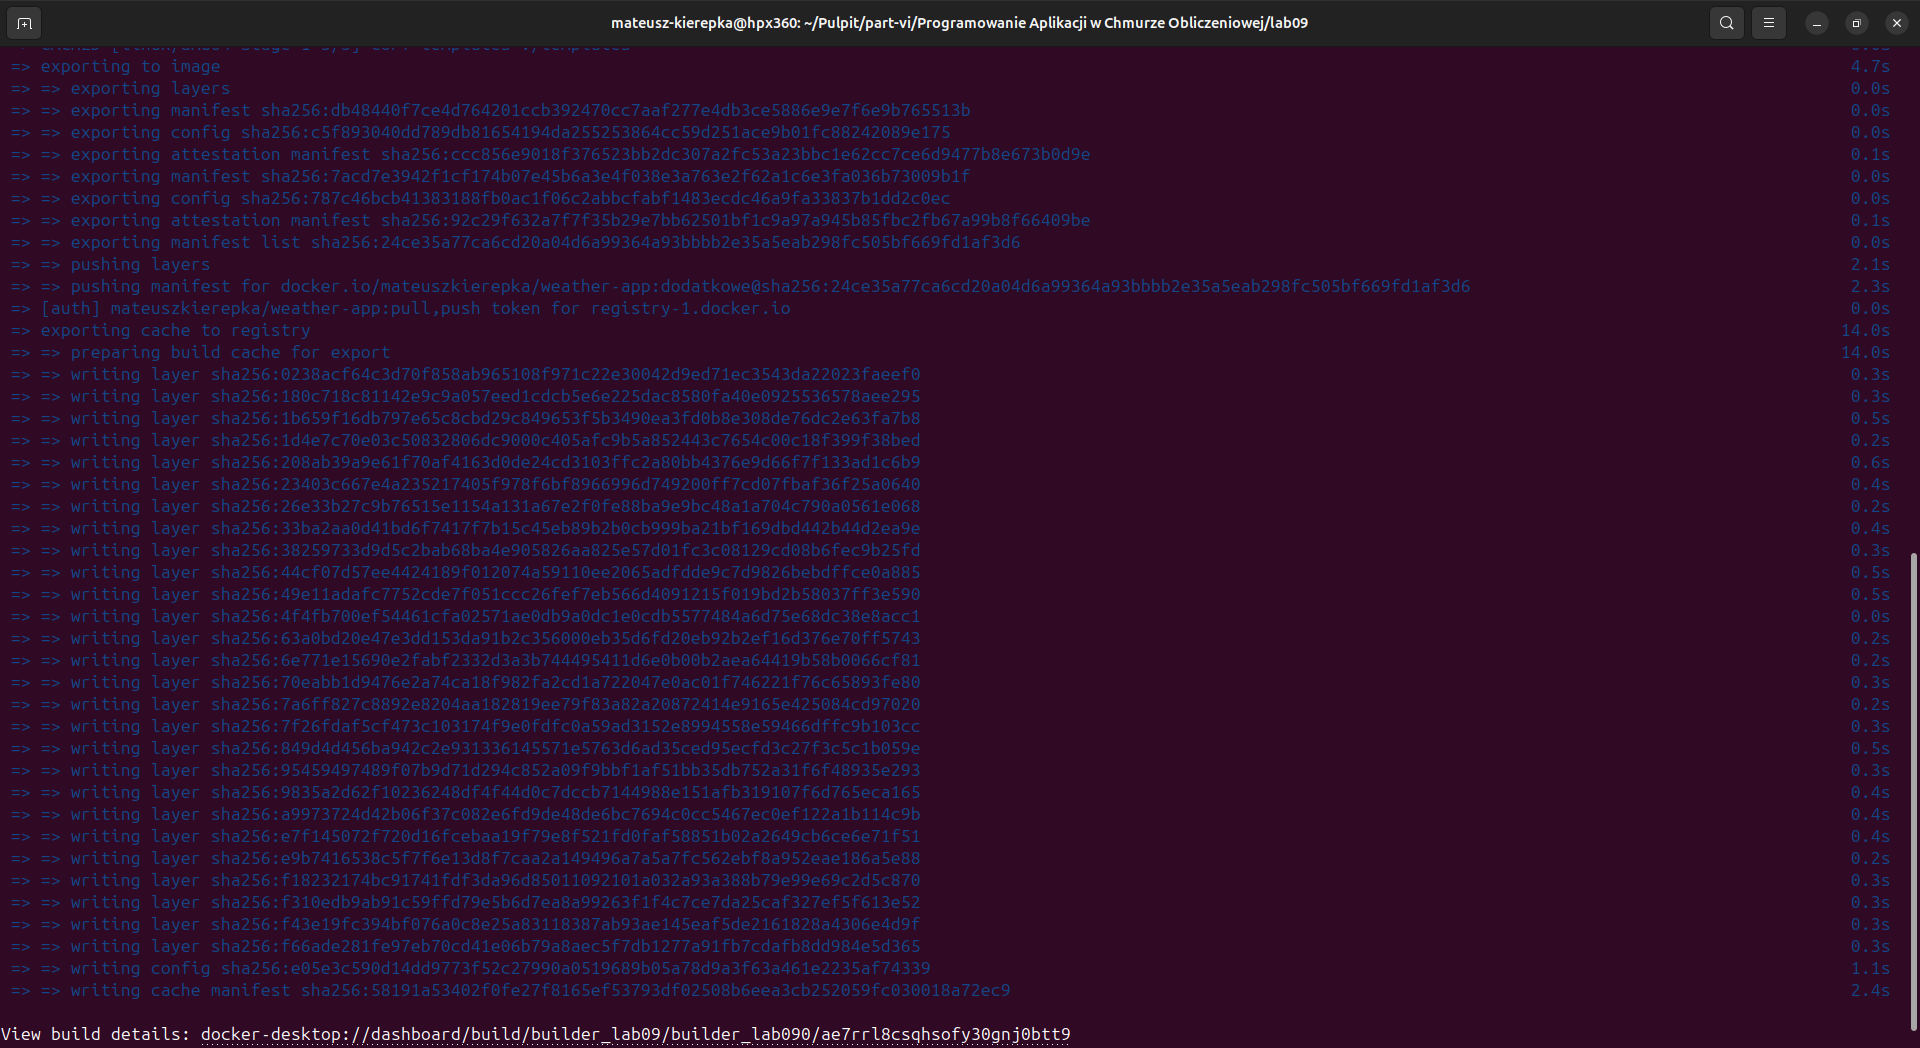 mateusz-kierepka@hpx360: ~/Pulpit/part-vi/Programowanie Aplikacji w Chmurze Obliczeniowej/lab09
=> exporting to image 4.7s
=> => exporting layers 0.0s
=> => exporting manifest sha256:db48440f7ce4d764201ccb392470cc7aaf277e4db3ce5886e9e7f6e9b765513b 0.0s
=> => exporting config sha256:c5f893040dd789db81654194da255253864cc59d251ace9b01fc88242089e175 0.0s
=> => exporting attestation manifest sha256:ccc856e9018f376523bb2dc307a2fc53a23bbc1e62cc7ce6d9477b8e673b0d9e 0.1s
=> => exporting manifest sha256:7acd7e3942f1cf174b07e45b6a3e4f038e3a763e2f62a1c6e3fa036b73009b1f 0.0s
=> => exporting config sha256:787c46bcb41383188fb0ac1f06c2abbcfabf1483ecdc46a9fa33837b1dd2c0ec 0.0s
=> => exporting attestation manifest sha256:92c29f632a7f7f35b29e7bb62501bf1c9a97a945b85fbc2fb67a99b8f66409be 0.1s
=> => exporting manifest list sha256:24ce35a77ca6cd20a04d6a99364a93bbbb2e35a5eab298fc505bf669fd1af3d6 0.0s
=> => pushing layers 2.1s
=> => pushing manifest for docker.io/mateuszkierepka/weather-app:dodatkowe@sha256:24ce35a77ca6cd20a04d6a99364a93bbbb2e35a5eab298fc505bf669fd1af3d6 2.3s
=> [auth] mateuszkierepka/weather-app:pull,push token for registry-1.docker.io 0.0s
=> exporting cache to registry 14.0s
=> => preparing build cache for export 14.0s
=> => writing layer sha256:0238acf64c3d70f858ab965108f971c22e30042d9ed71ec3543da22023faeef0 0.3s
=> => writing layer sha256:180c718c81142e9c9a057eed1cdcb5e6e225dac8580fa40e0925536578aee295 0.3s
=> => writing layer sha256:1b659f16db797e65c8cbd29c849653f5b3490ea3fd0b8e308de76dc2e63fa7b8 0.5s
=> => writing layer sha256:1d4e7c70e03c50832806dc9000c405afc9b5a852443c7654c00c18f399f38bed 0.2s
=> => writing layer sha256:208ab39a9e61f70af4163d0de24cd3103ffc2a80bb4376e9d66f7f133ad1c6b9 0.6s
=> => writing layer sha256:23403c667e4a235217405f978f6bf8966996d749200ff7cd07fbaf36f25a0640 0.4s
=> => writing layer sha256:26e33b27c9b76515e1154a131a67e2f0fe88ba9e9bc48a1a704c790a0561e068 0.2s
=> => writing layer sha256:33ba2aa0d41bd6f7417f7b15c45eb89b2b0cb999ba21bf169dbd442b44d2ea9e 0.4s
=> => writing layer sha256:38259733d9d5c2bab68ba4e905826aa825e57d01fc3c08129cd08b6fec9b25fd 0.3s
=> => writing layer sha256:44cf07d57ee4424189f012074a59110ee2065adfdde9c7d9826bebdffce0a885 0.5s
=> => writing layer sha256:49e11adafc7752cde7f051ccc26fef7eb566d4091215f019bd2b58037ff3e590 0.5s
=> => writing layer sha256:4f4fb700ef54461cfa02571ae0db9a0dc1e0cdb5577484a6d75e68dc38e8acc1 0.0s
=> => writing layer sha256:63a0bd20e47e3dd153da91b2c356000eb35d6fd20eb92b2ef16d376e70ff5743 0.2s
=> => writing layer sha256:6e771e15690e2fabf2332d3a3b744495411d6e0b00b2aea64419b58b0066cf81 0.2s
=> => writing layer sha256:70eabb1d9476e2a74ca18f982fa2cd1a722047e0ac01f746221f76c65893fe80 0.3s
=> => writing layer sha256:7a6ff827c8892e8204aa182819ee79f83a82a20872414e9165e425084cd97020 0.2s
=> => writing layer sha256:7f26fdaf5cf473c103174f9e0fdfc0a59ad3152e8994558e59466dffc9b103cc 0.3s
=> => writing layer sha256:849d4d456ba942c2e931336145571e5763d6ad35ced95ecfd3c27f3c5c1b059e 0.5s
=> => writing layer sha256:95459497489f07b9d71d294c852a09f9bbf1af51bb35db752a31f6f48935e293 0.3s
=> => writing layer sha256:9835a2d62f10236248df4f44d0c7dccb7144988e151afb319107f6d765eca165 0.4s
=> => writing layer sha256:a9973724d42b06f37c082e6fd9de48de6bc7694c0cc5467ec0ef122a1b114c9b 0.4s
=> => writing layer sha256:e7f145072f720d16fcebaa19f79e8f521fd0faf58851b02a2649cb6ce6e71f51 0.4s
=> => writing layer sha256:e9b7416538c5f7f6e13d8f7caa2a149496a7a5a7fc562ebf8a952eae186a5e88 0.2s
=> => writing layer sha256:f18232174bc91741fdf3da96d85011092101a032a93a388b79e99e69c2d5c870 0.3s
=> => writing layer sha256:f310edb9ab91c59ffd79e5b6d7ea8a99263f1f4c7ce7da25caf327ef5f613e52 0.3s
=> => writing layer sha256:f43e19fc394bf076a0c8e25a83118387ab93ae145eaf5de2161828a4306e4d9f 0.3s
=> => writing layer sha256:f66ade281fe97eb70cd41e06b79a8aec5f7db1277a91fb7cdafb8dd984e5d365 0.3s
=> => writing config sha256:e05e3c590d14dd9773f52c27990a0519689b05a78d9a3f63a461e2235af74339 1.1s
=> => writing cache manifest sha256:58191a53402f0fe27f8165ef53793df02508b6eea3cb252059fc030018a72ec9 2.4s
View build details: docker-desktop://dashboard/build/builder_lab09/builder_lab090/ae7rrl8csqhsofy30gnj0btt9